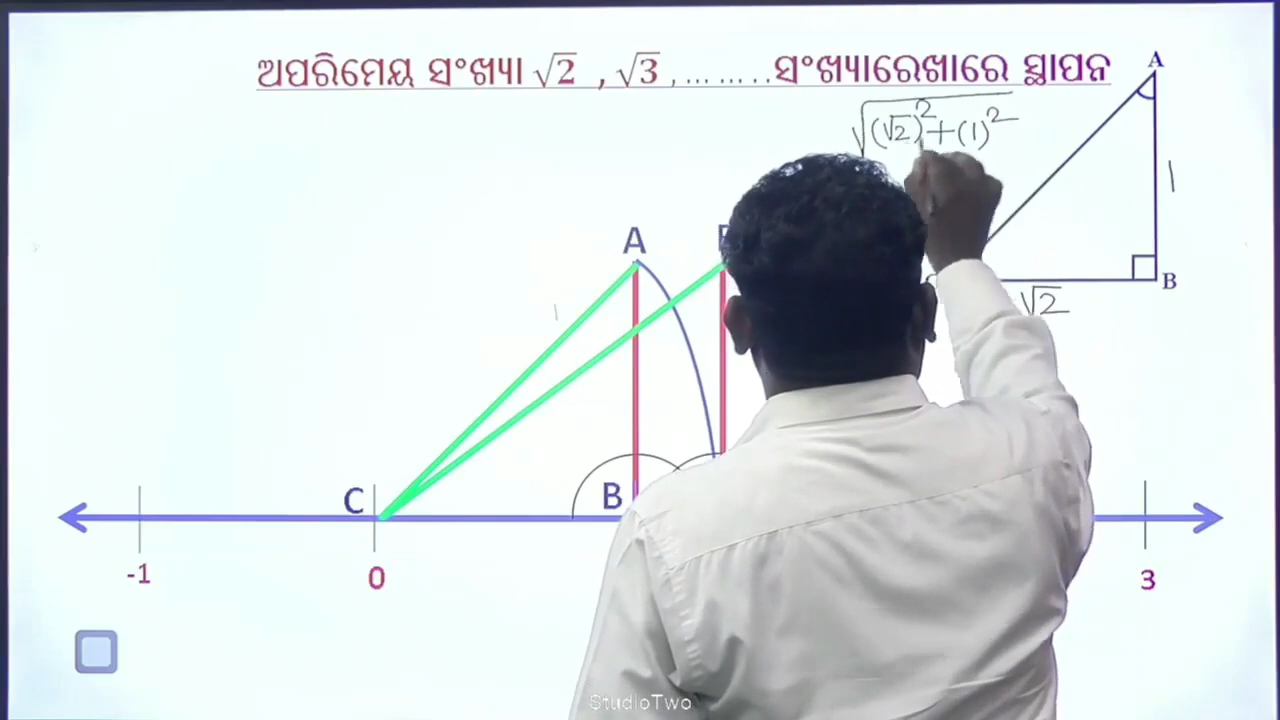 ଅପରିମେୟ ସଂଖ୍ୟା √2 , √3 , ... ... . . ସଂଖ୍ୟାରେଖାରେ ସ୍ଥାପନ
A
√(√2)² + (1)²
1
B
√2
A
C
B
-1
0
3
StudioTwo